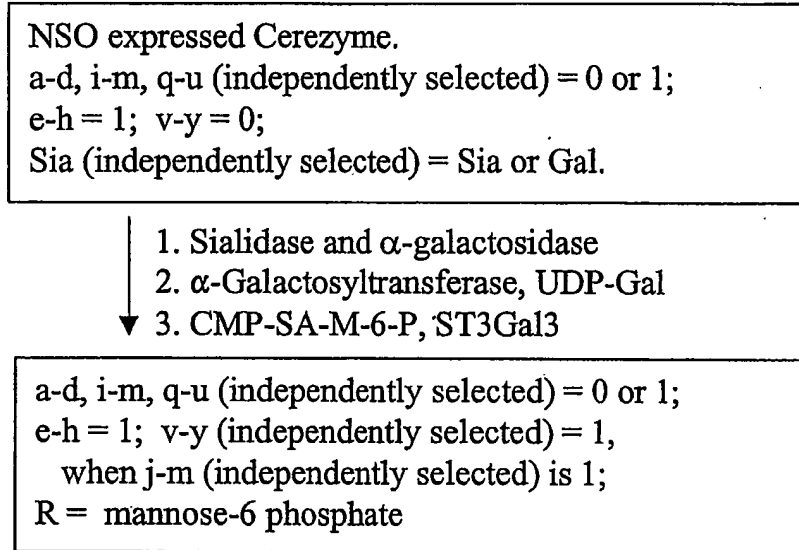 NSO expressed Cerezyme.
a-d, i-m, q-u (independently selected) = 0 or 1;
e-h = 1; v-y = 0;
Sia (independently selected) = Sia or Gal.
1. Sialidase and α-galactosidase
2. α-Galactosyltransferase, UDP-Gal
3. CMP-SA-M-6-P, ST3Gal3
a-d, i-m, q-u (independently selected) = 0 or 1;
e-h = 1; v-y (independently selected) = 1,
when j-m (independently selected) is 1;
R = mannose-6 phosphate